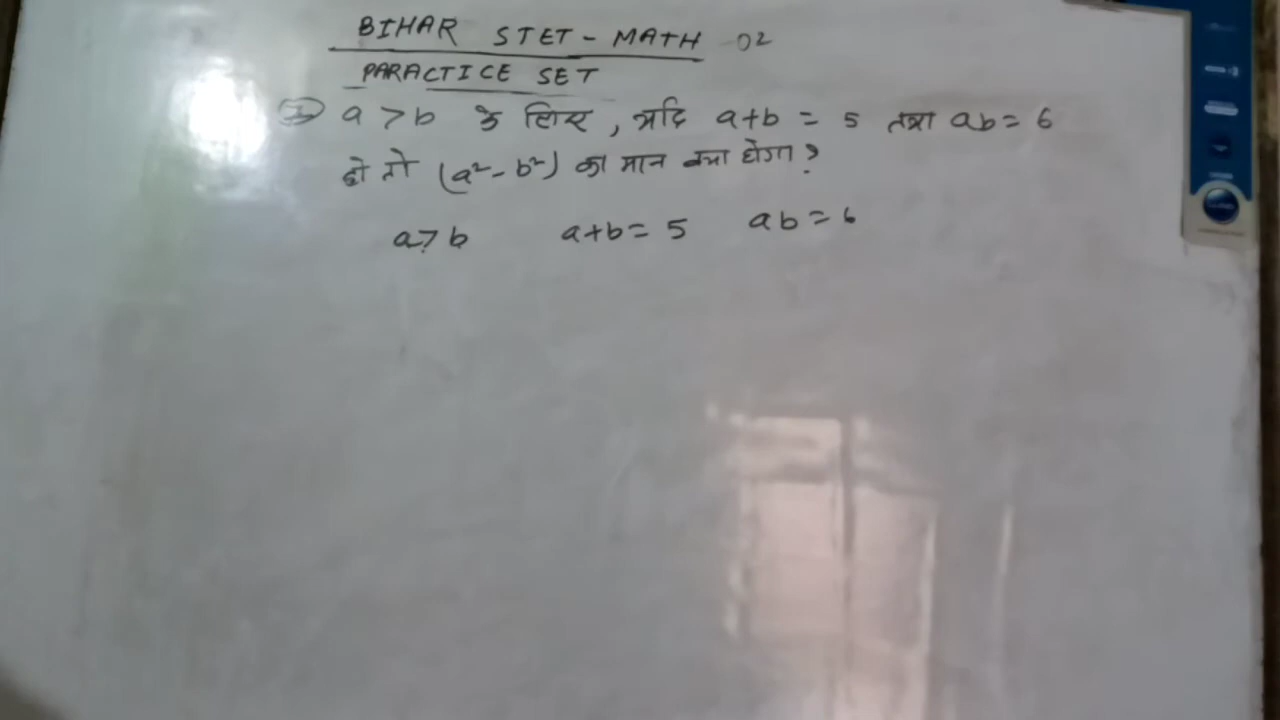 BIHAR STET - MATH 02
PARACTICE SET
a > b के लिए, यदि a+b = 5 तथा ab = 6
हो तो (a² - b²) का मान क्या होगा?
a > b a+b = 5 ab = 6